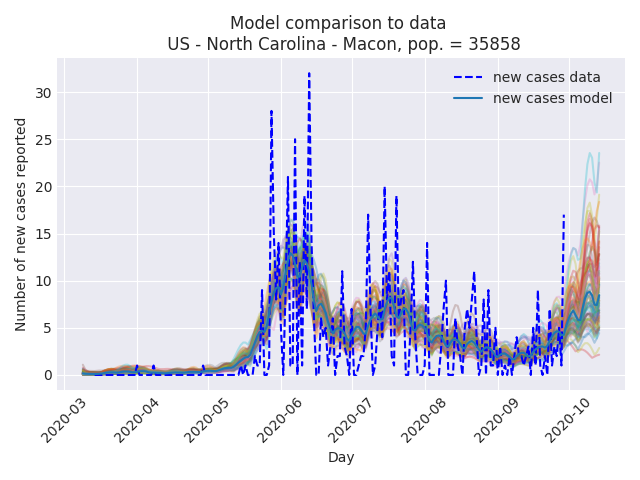 Model comparison to data
US - North Carolina - Macon, pop. = 35858
new cases data
new cases model
Number of new cases reported
30
25
20
15
10
5
0
2020-03
2020-04
2020-05
2020-06
2020-07
2020-08
2020-09
2020-10
Day